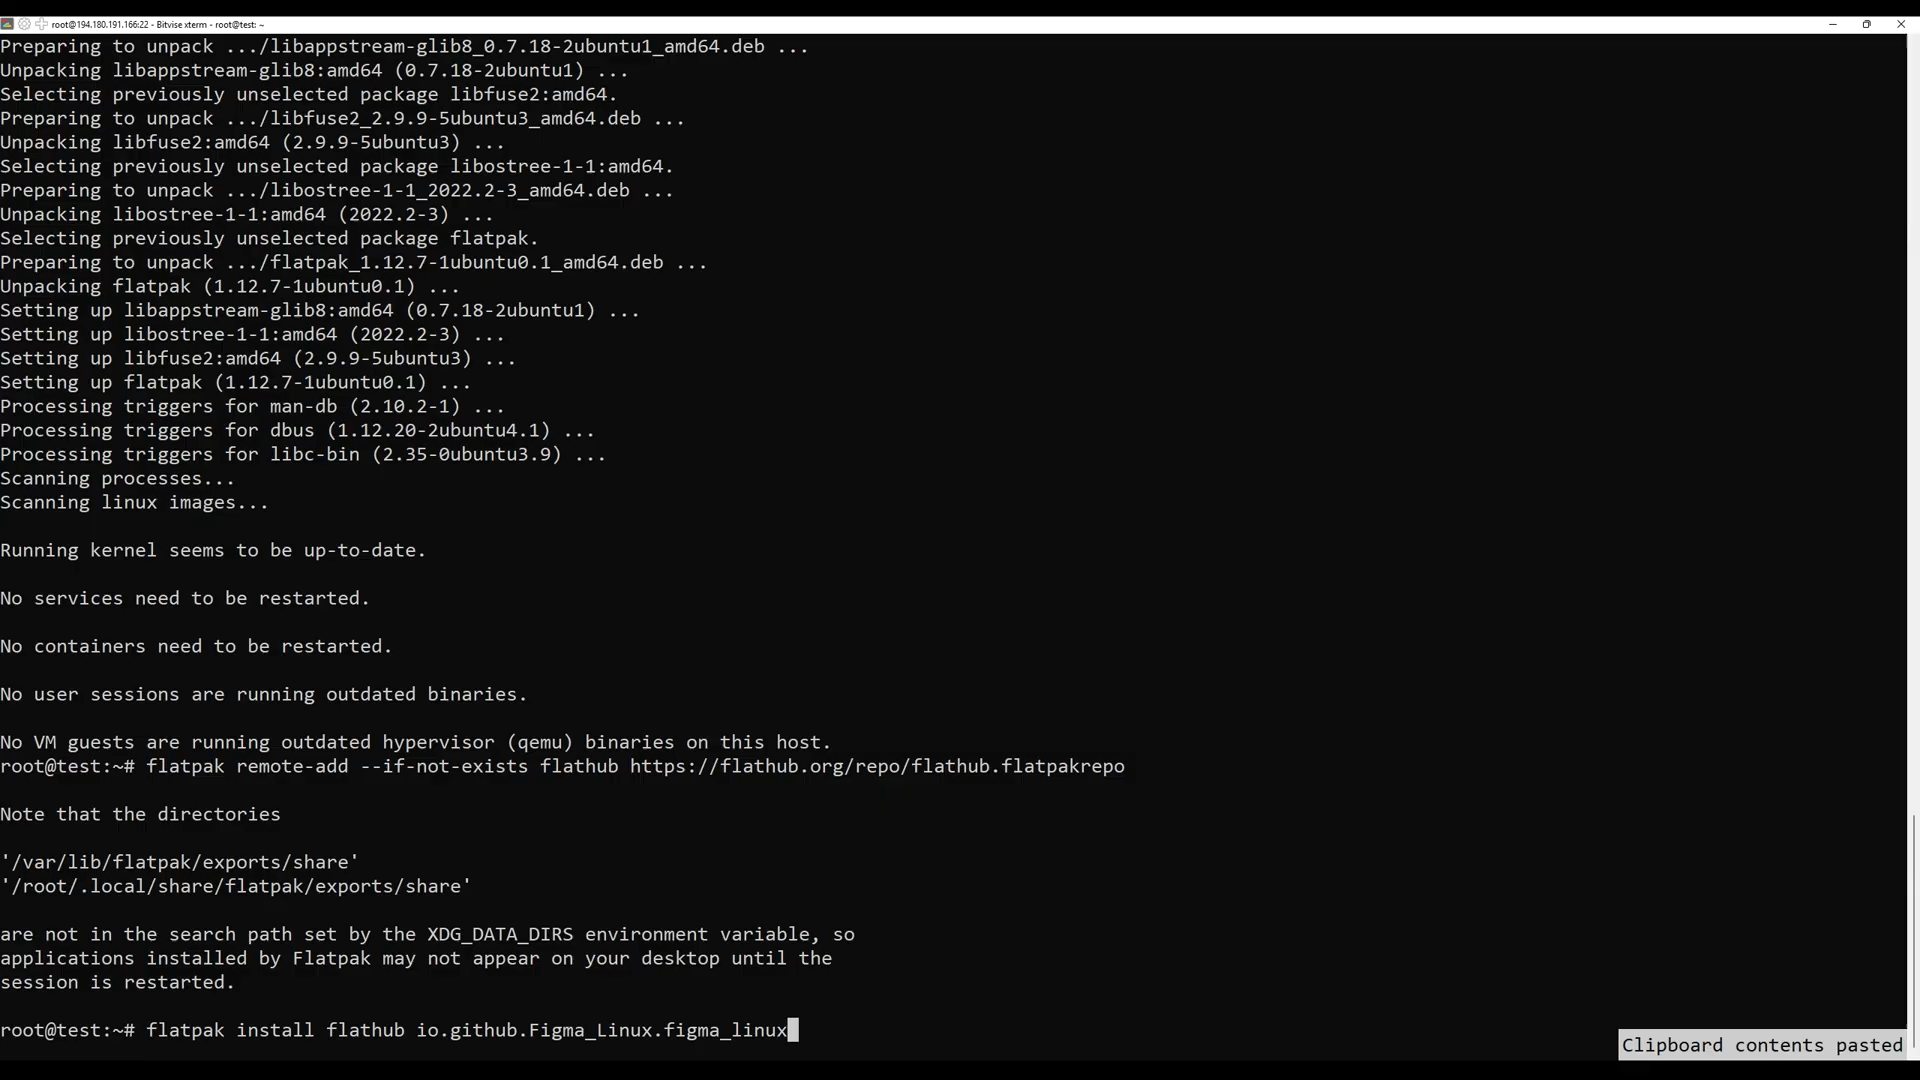 root@194.180.191.166:22 - Bitvise xterm - root@test: ~
Preparing to unpack .../libappstream-glib8_0.7.18-2ubuntu1_amd64.deb ...
Unpacking libappstream-glib8:amd64 (0.7.18-2ubuntu1) ...
Selecting previously unselected package libfuse2:amd64.
Preparing to unpack .../libfuse2_2.9.9-5ubuntu3_amd64.deb ...
Unpacking libfuse2:amd64 (2.9.9-5ubuntu3) ...
Selecting previously unselected package libostree-1-1:amd64.
Preparing to unpack .../libostree-1-1_2022.2-3_amd64.deb ...
Unpacking libostree-1-1:amd64 (2022.2-3) ...
Selecting previously unselected package flatpak.
Preparing to unpack .../flatpak_1.12.7-1ubuntu0.1_amd64.deb ...
Unpacking flatpak (1.12.7-1ubuntu0.1) ...
Setting up libappstream-glib8:amd64 (0.7.18-2ubuntu1) ...
Setting up libostree-1-1:amd64 (2022.2-3) ...
Setting up libfuse2:amd64 (2.9.9-5ubuntu3) ...
Setting up flatpak (1.12.7-1ubuntu0.1) ...
Processing triggers for man-db (2.10.2-1) ...
Processing triggers for dbus (1.12.20-2ubuntu4.1) ...
Processing triggers for libc-bin (2.35-0ubuntu3.9) ...
Scanning processes...
Scanning linux images...
Running kernel seems to be up-to-date.
No services need to be restarted.
No containers need to be restarted.
No user sessions are running outdated binaries.
No VM guests are running outdated hypervisor (qemu) binaries on this host.
root@test:~# flatpak remote-add --if-not-exists flathub https://flathub.org/repo/flathub.flatpakrepo
Note that the directories
'/var/lib/flatpak/exports/share'
'/root/.local/share/flatpak/exports/share'
are not in the search path set by the XDG_DATA_DIRS environment variable, so
applications installed by Flatpak may not appear on your desktop until the
session is restarted.
root@test:~# flatpak install flathub io.github.Figma_Linux.figma_linux
Clipboard contents pasted